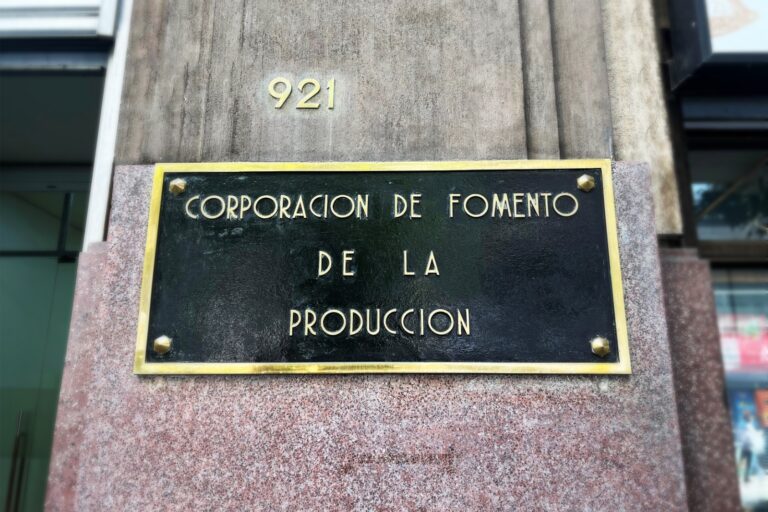 921
CORPORACION DE FOMENTO
DE LA
PRODUCCION